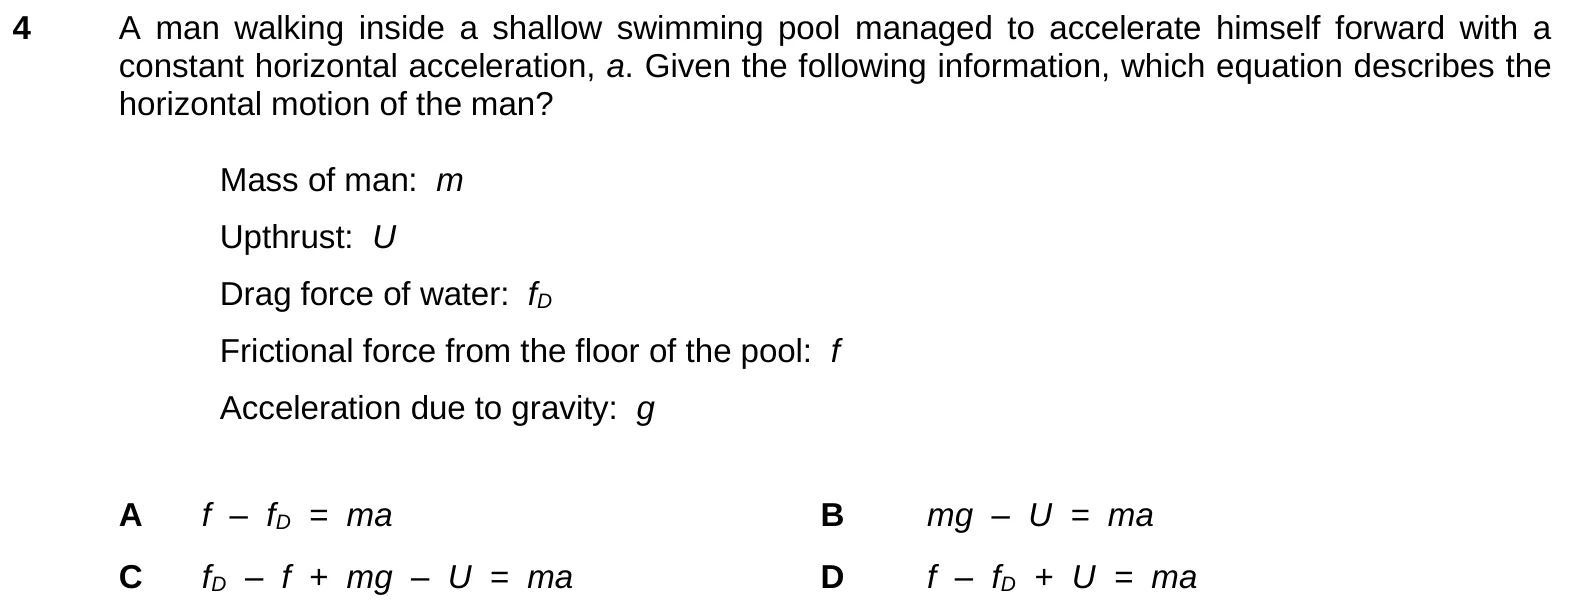 4 A man walking inside a shallow swimming pool managed to accelerate himself forward with a
constant horizontal acceleration, a. Given the following information, which equation describes the
horizontal motion of the man?
Mass of man: m
Upthrust: U
Drag force of water: fD
Frictional force from the floor of the pool: f
Acceleration due to gravity: g
A f – fD = ma B mg – U = ma
C fD – f + mg – U = ma D f – fD + U = ma